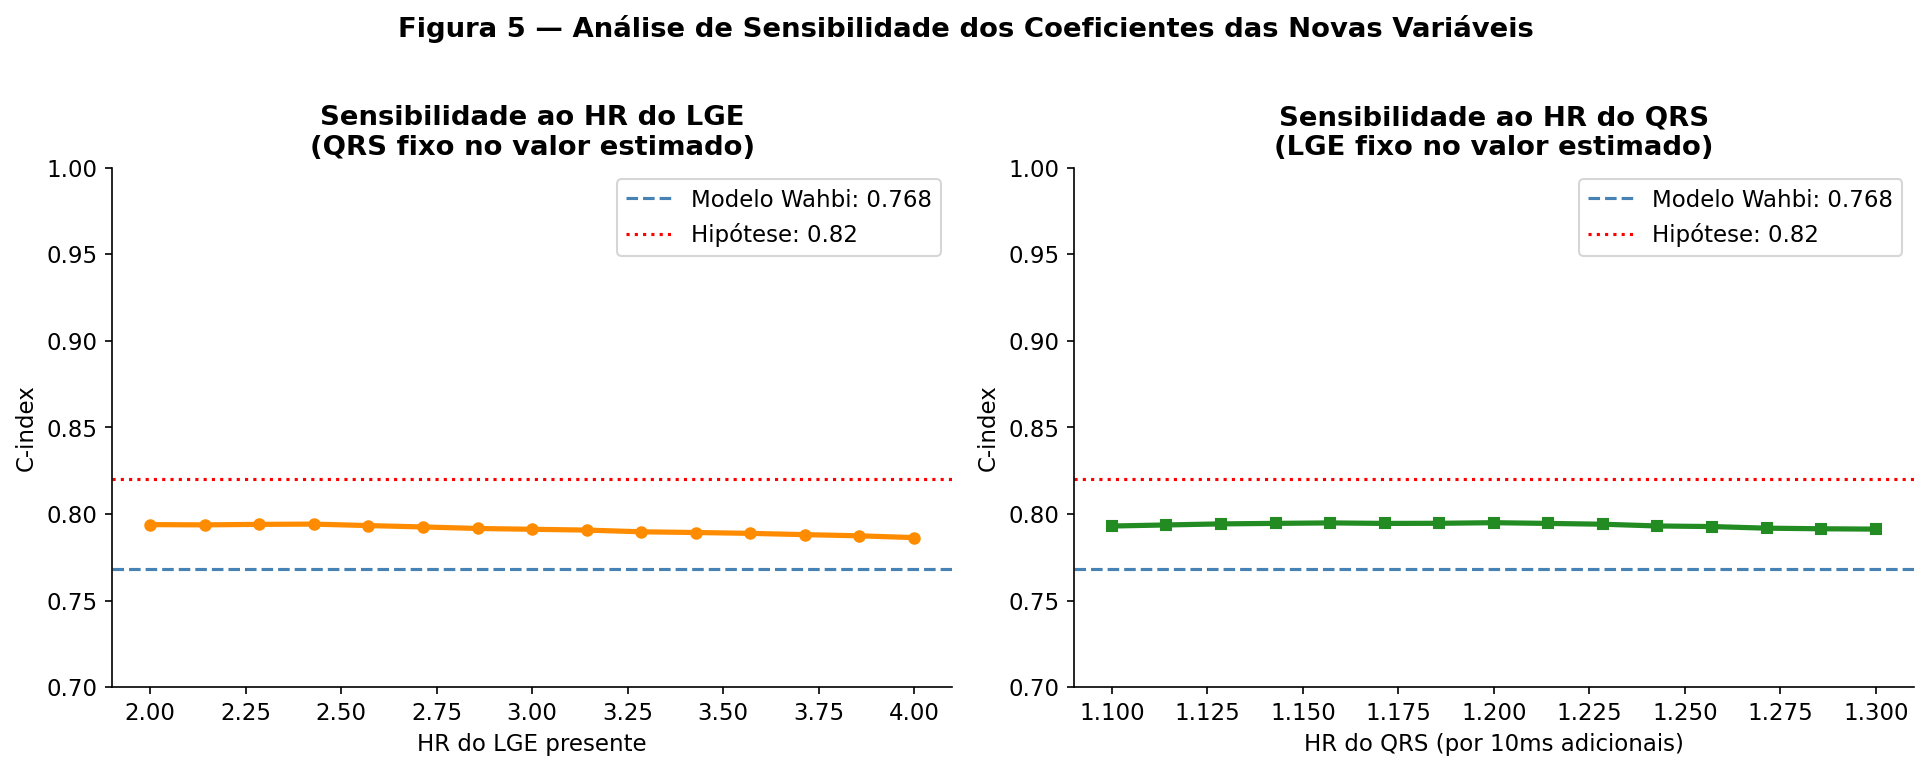 Figura 5 — Análise de Sensibilidade dos Coeficientes das Novas Variáveis
Sensibilidade ao HR do LGE
(QRS fixo no valor estimado)
Modelo Wahbi: 0.768
Hipótese: 0.82
1.00
0.95
0.90
0.85
0.80
0.75
0.70
C-index
2.00 2.25 2.50 2.75 3.00 3.25 3.50 3.75 4.00
HR do LGE presente
Sensibilidade ao HR do QRS
(LGE fixo no valor estimado)
Modelo Wahbi: 0.768
Hipótese: 0.82
1.00
0.95
0.90
0.85
0.80
0.75
0.70
C-index
1.100 1.125 1.150 1.175 1.200 1.225 1.250 1.275 1.300
HR do QRS (por 10ms adicionais)